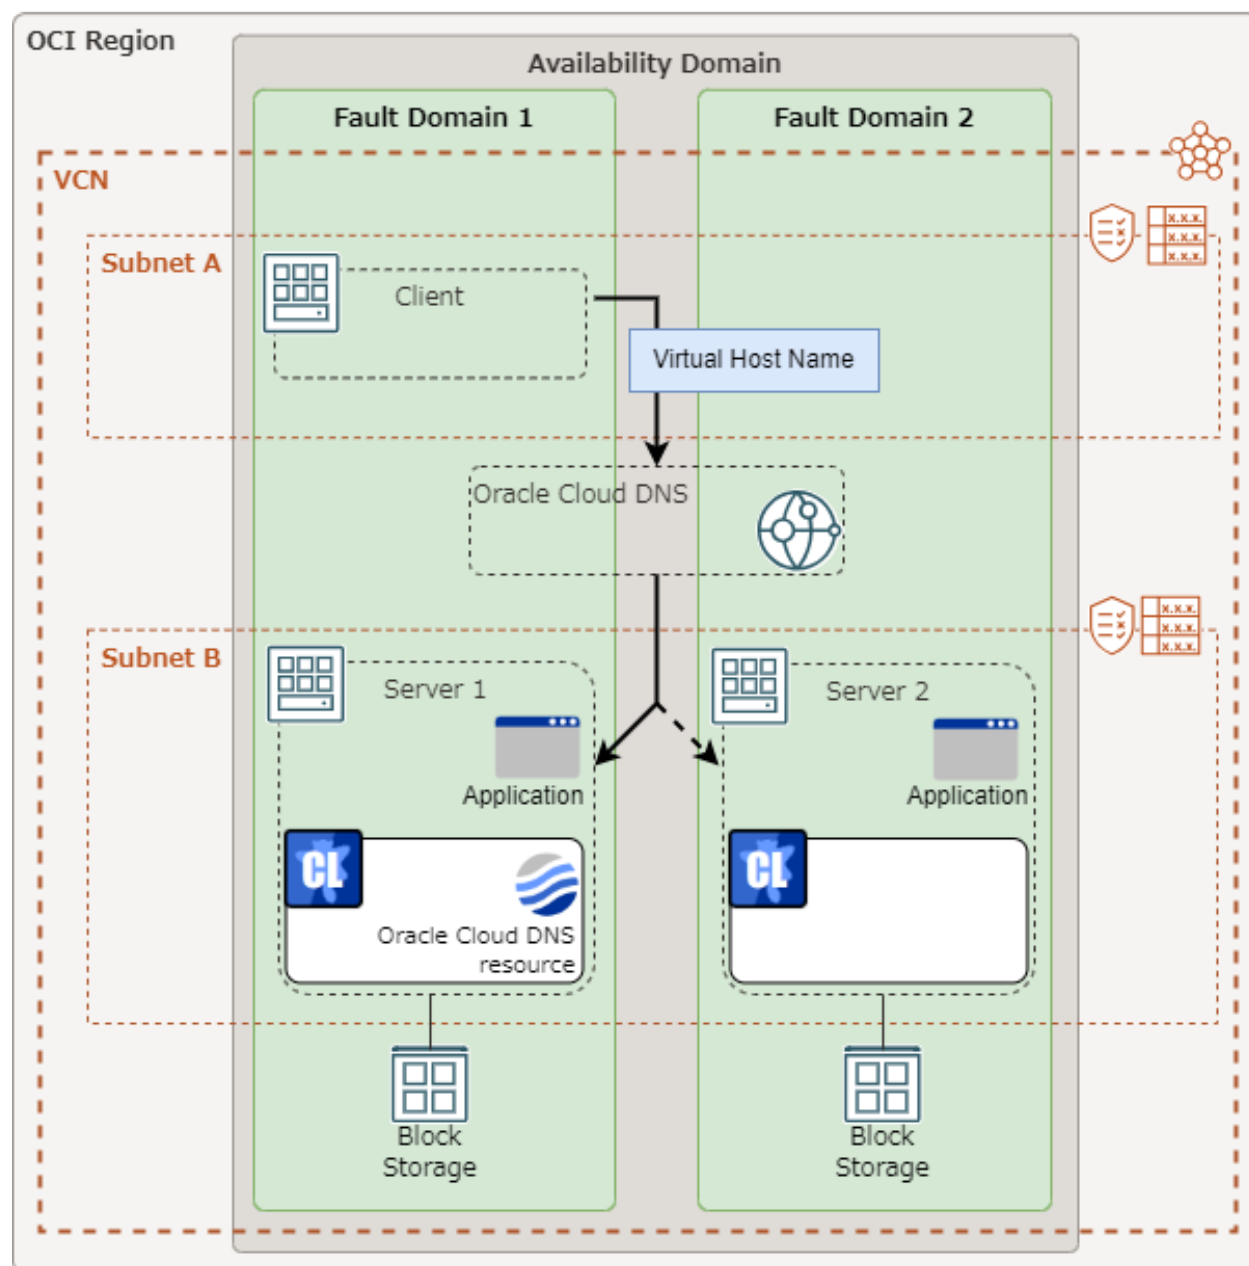 OCI Region
Availability Domain
Fault Domain 1
Fault Domain 2
VCN
x.x.x.
x.x.x.
x.x.x.
Subnet A
Client
Virtual Host Name
Oracle Cloud DNS
x.x.x.
x.x.x.
x.x.x.
Subnet B
Server 1
Server 2
Application
Application
CL
CL
Oracle Cloud DNS
resource
Block
Storage
Block
Storage